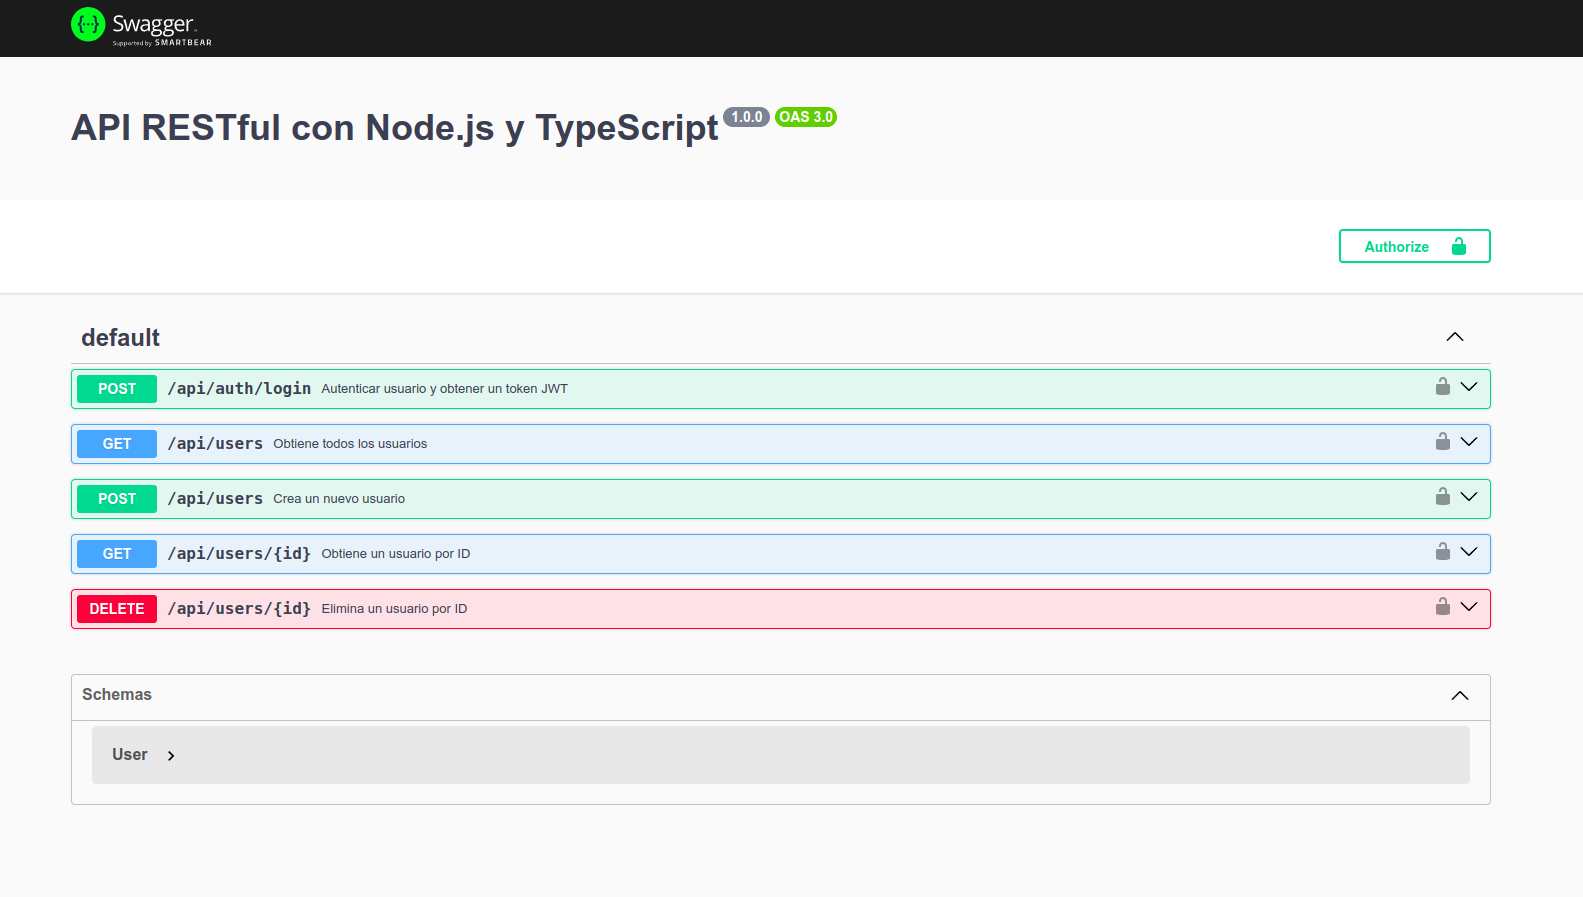 Swagger
Supported by SMARTBEAR
API RESTful con Node.js y TypeScript 1.0.0 OAS 3.0
Authorize
default
POST /api/auth/login Autenticar usuario y obtener un token JWT
GET /api/users Obtiene todos los usuarios
POST /api/users Crea un nuevo usuario
GET /api/users/{id} Obtiene un usuario por ID
DELETE /api/users/{id} Elimina un usuario por ID
Schemas
User